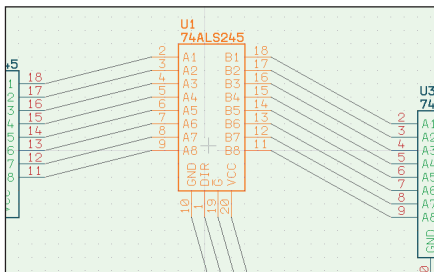 U1
74ALS245
45
U3
74
2 A1 B1 18
3 A2 B2 17
4 A3 B3 16
5 A4 B4 15
6 A5 B5 14
7 A6 B6 13
8 A7 B7 12
9 A8 B8 11
GND DIR G VCC
10 1 19 20
1 18
2 17
3 16
4 15
5 14
6 13
7 12
8 11
2 A1
3 A2
4 A3
5 A4
6 A5
7 A6
8 A7
9 A8
GND